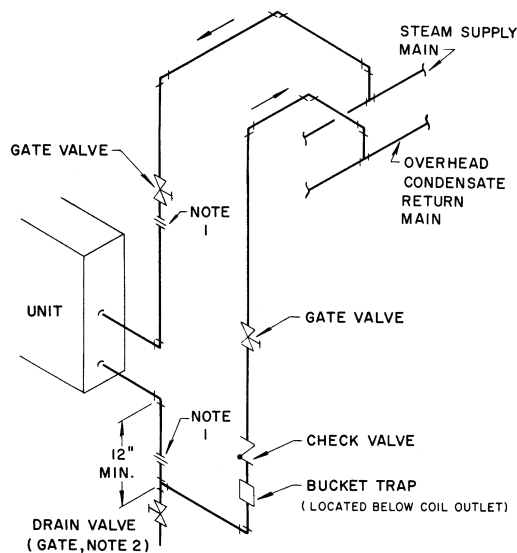 STEAM SUPPLY
MAIN
GATE VALVE
OVERHEAD
CONDENSATE
RETURN
MAIN
NOTE
1
UNIT
GATE VALVE
NOTE
1
12"
MIN.
CHECK VALVE
BUCKET TRAP
(LOCATED BELOW COIL OUTLET)
DRAIN VALVE
(GATE, NOTE 2)